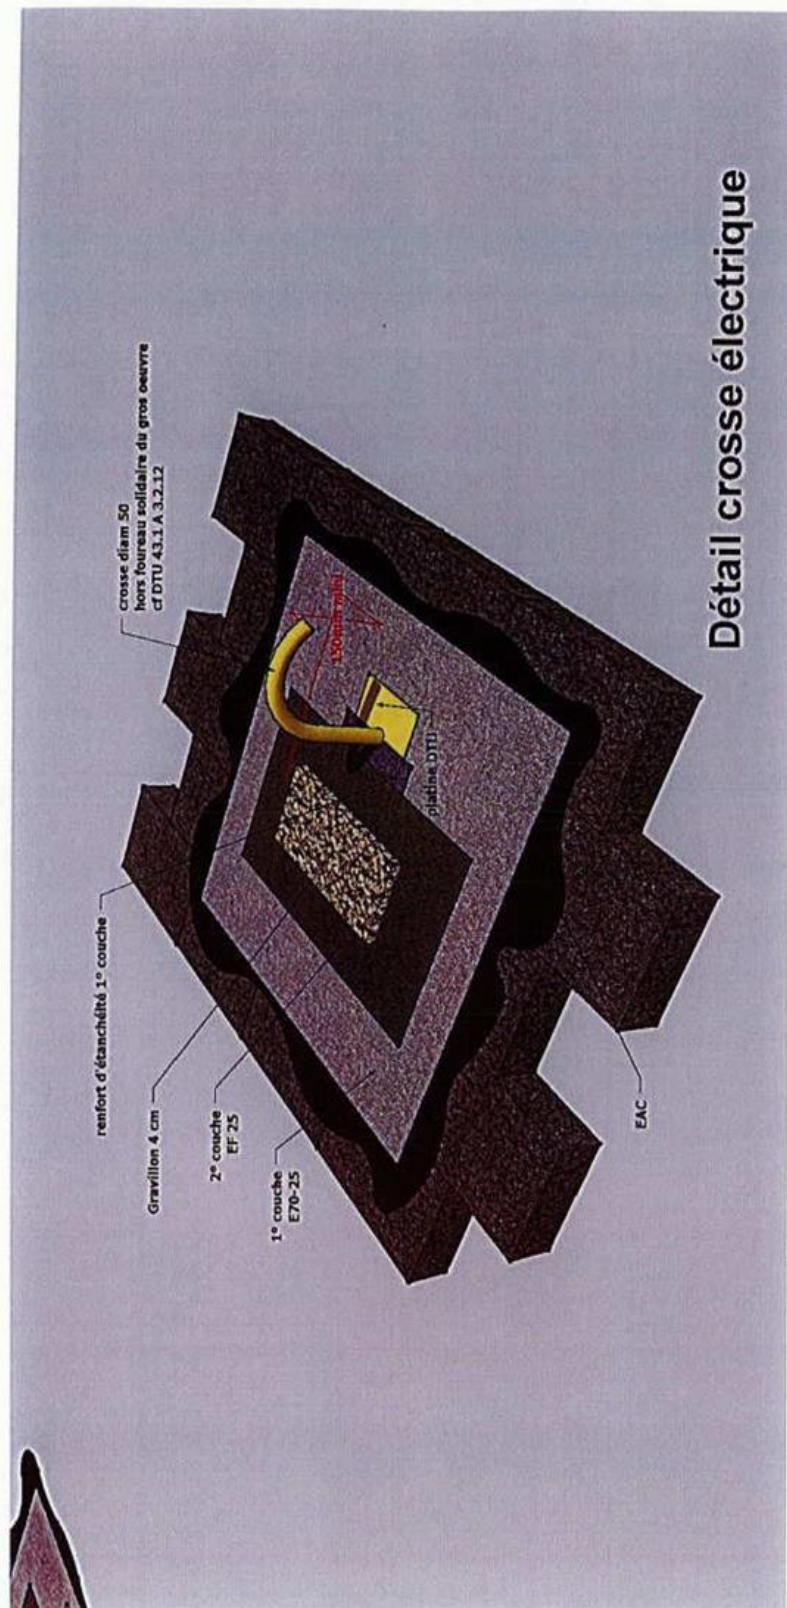 crosse diam 50
hors foureau solidaire du gros oeuvre
cf DTU 43.1 A 3.2.12
renfort d'étanchéité 1° couche
Gravillon 4 cm
2° couche
EF 25
1° couche
E70-25
150mm mini
platine DTU
EAC
Détail crosse électrique